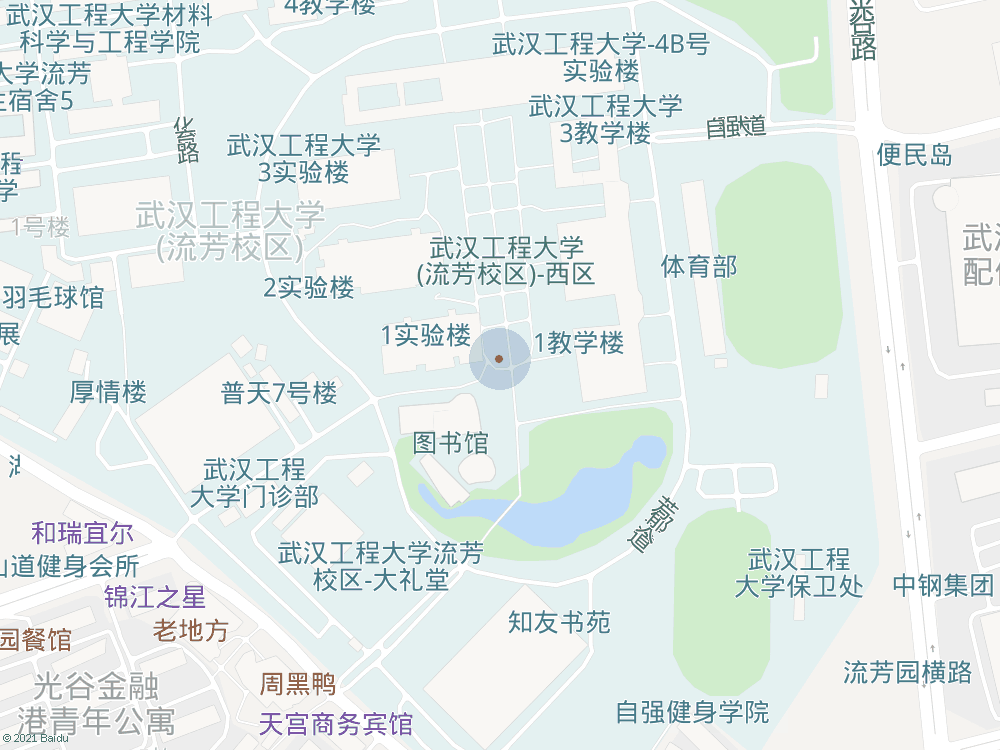 武汉工程大学材料
科学与工程学院
4教学楼
光谷路
武汉工程大学-4B号
实验楼
大学流芳
宿舍5
化育路
武汉工程大学
3实验楼
武汉工程大学
3教学楼
自强道
便民岛
程
学
1号楼
武汉工程大学
(流芳校区)
武汉工程大学
(流芳校区)-西区
体育部
配
羽毛球馆
2实验楼
展
1实验楼
1教学楼
厚情楼
普天7号楼
图书馆
武汉工程
大学门诊部
和瑞宜尔
山道健身会所
武汉工程大学流芳
校区-大礼堂
武汉工程
大学保卫处
中钢集团
锦江之星
老地方
园餐馆
知友书苑
光谷金融
港青年公寓
周黑鸭
天宫商务宾馆
流芳园横路
自强健身学院
© 2021 Baidu